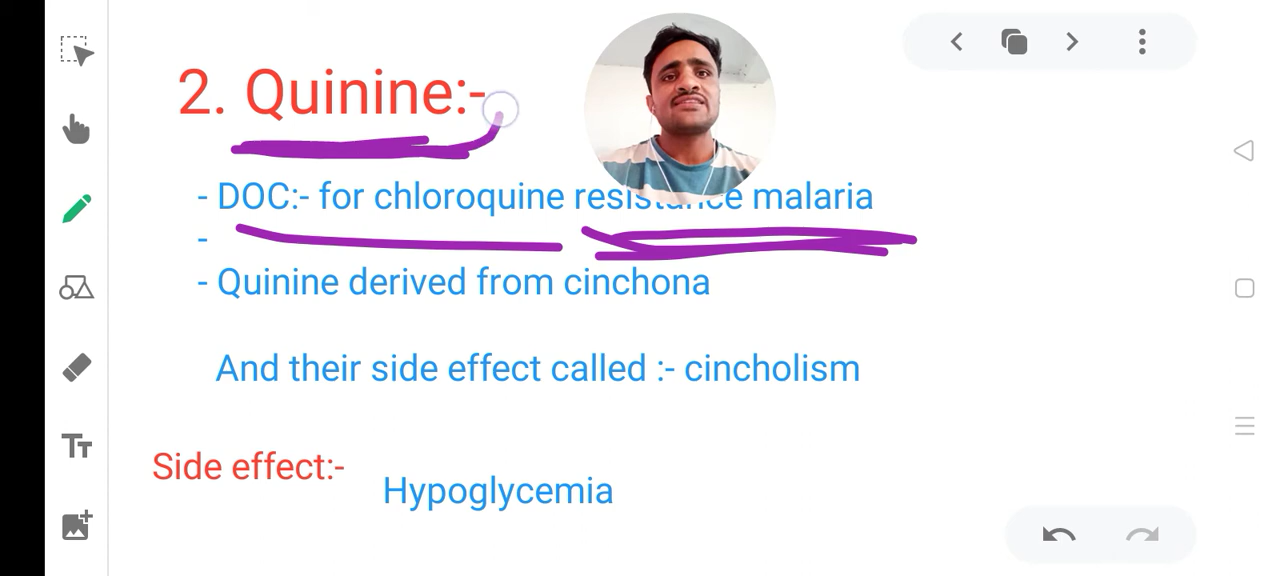 2. Quinine:-
- DOC:- for chloroquine resistance malaria
-
- Quinine derived from cinchona
And their side effect called :- cincholism
Side effect:-
Hypoglycemia
TT